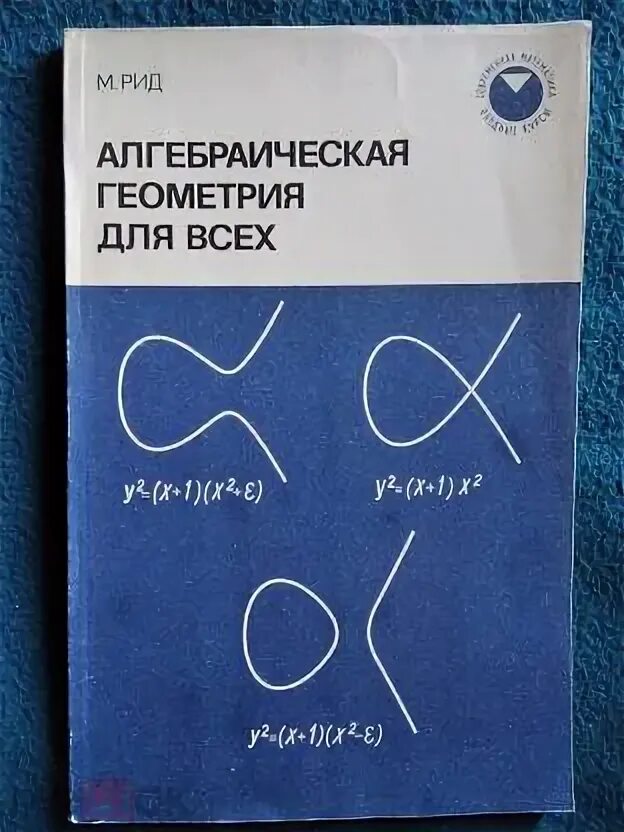 М. РИД
АЛГЕБРАИЧЕСКАЯ
ГЕОМЕТРИЯ
ДЛЯ ВСЕХ
y²=(x+1)(x²+ε)
y²=(x+1)x²
y²=(x+1)(x²-ε)